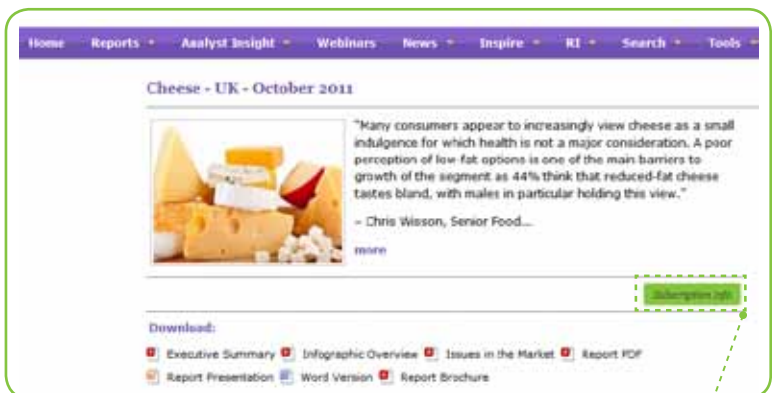 Home Reports Analyst Insight Webinars News Inspire RI Search Tools
Cheese - UK - October 2011
"Many consumers appear to increasingly view cheese as a small
indulgence for which health is not a major consideration. A poor
perception of low-fat options is one of the main barriers to
growth of the segment as 44% think that reduced-fat cheese
tastes bland, with males in particular holding this view."
– Chris Wisson, Senior Food...
more
Subscription Info
Download:
Executive Summary Infographic Overview Issues in the Market Report PDF
Report Presentation Word Version Report Brochure